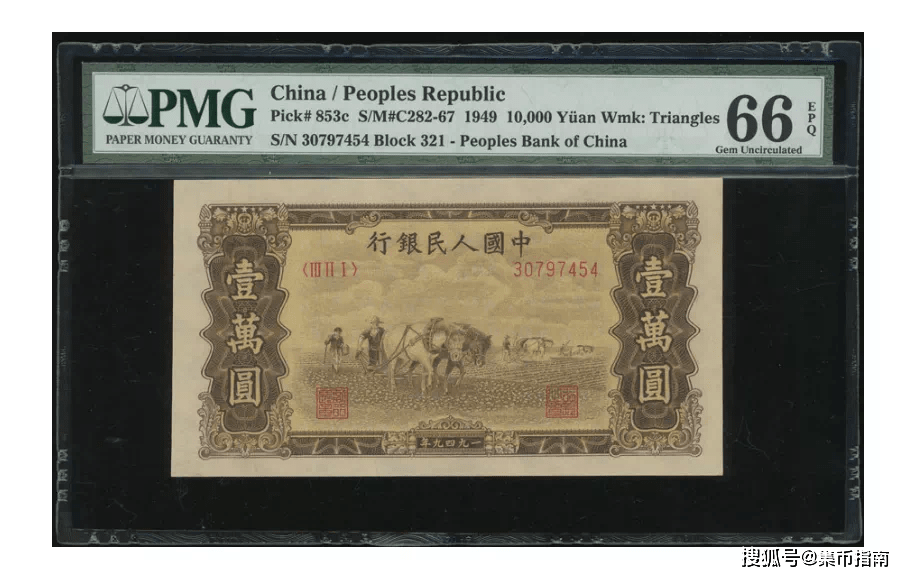 PMG
PAPER MONEY GUARANTY
China / Peoples Republic
Pick# 853c S/M#C282-67 1949 10,000 Yüan Wmk: Triangles
S/N 30797454 Block 321 - Peoples Bank of China
66
EPQ
Gem Uncirculated
行銀民人國中
〈III II I〉
30797454
壹萬圓
壹萬圓
年九四九一
搜狐号@集币指南